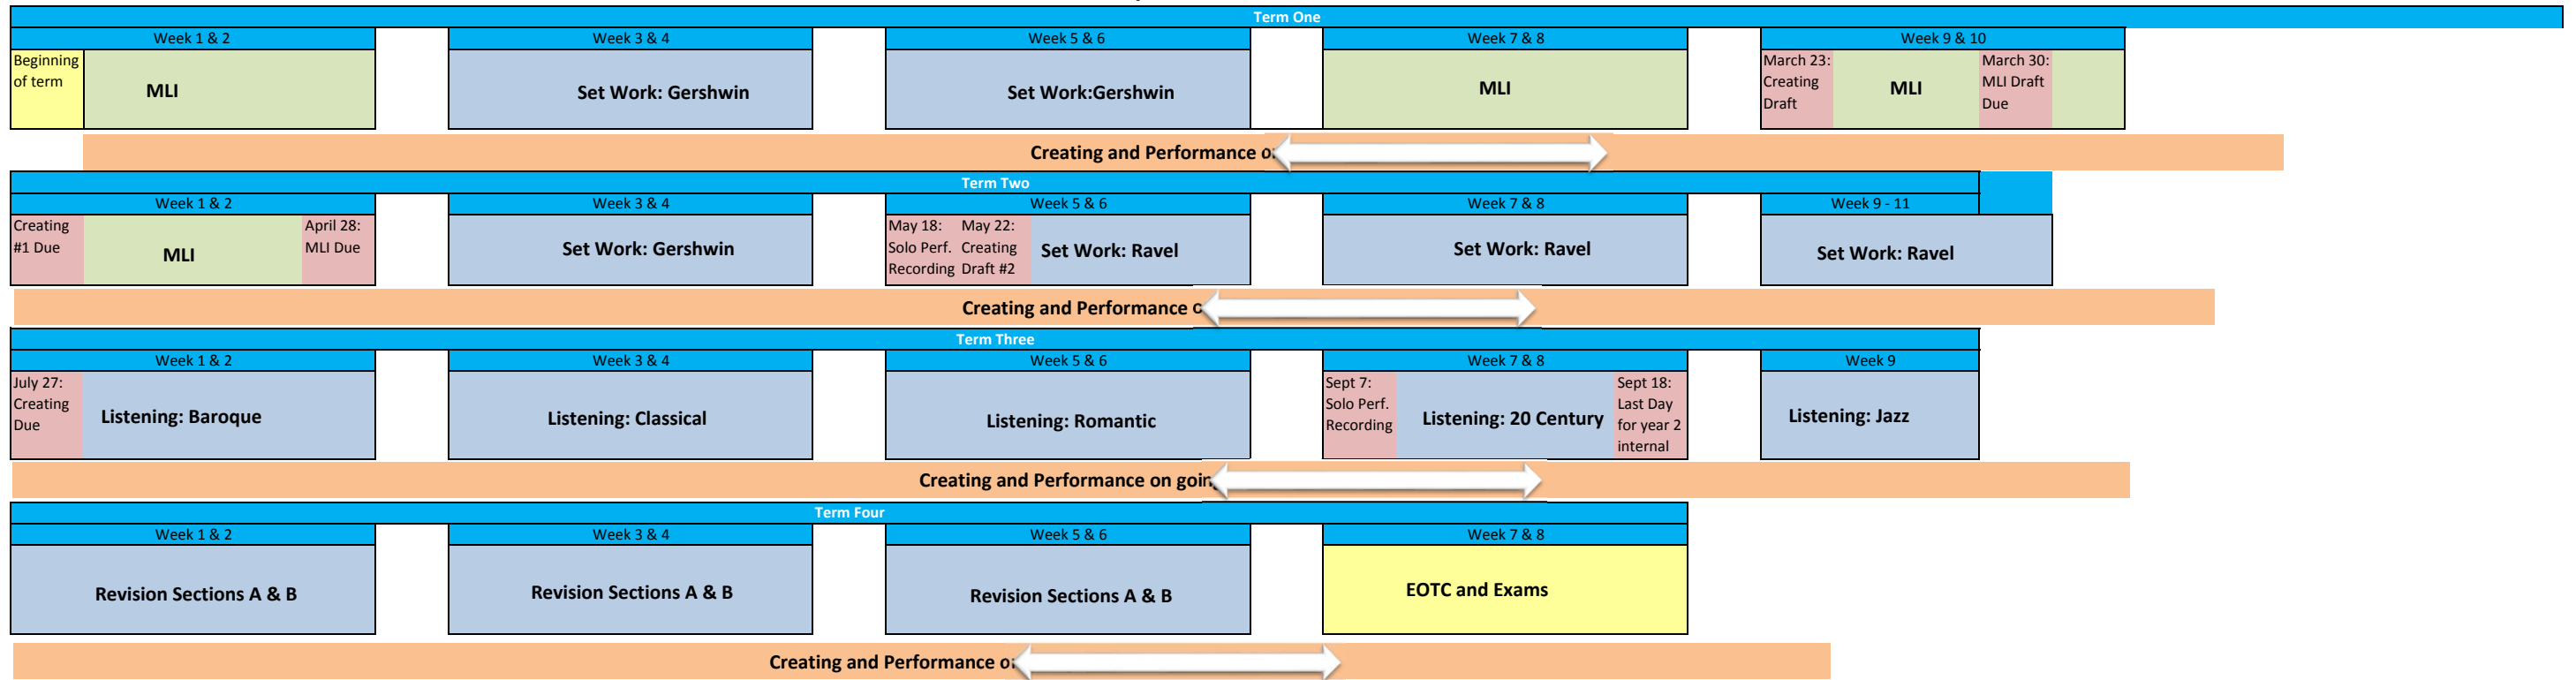 Term One
Week 1 & 2
Week 3 & 4
Week 5 & 6
Week 7 & 8
Week 9 & 10
Beginning
of term
MLI
Set Work: Gershwin
Set Work:Gershwin
MLI
March 23:
Creating
Draft
MLI
March 30:
MLI Draft
Due
Creating and Performance
Term Two
Week 1 & 2
Week 3 & 4
Week 5 & 6
Week 7 & 8
Week 9 - 11
Creating
#1 Due
MLI
April 28:
MLI Due
Set Work: Gershwin
May 18:
Solo Perf.
Recording
May 22:
Creating
Draft #2
Set Work: Ravel
Set Work: Ravel
Set Work: Ravel
Creating and Performance
Term Three
Week 1 & 2
Week 3 & 4
Week 5 & 6
Week 7 & 8
Week 9
July 27:
Creating
Due
Listening: Baroque
Listening: Classical
Listening: Romantic
Sept 7:
Solo Perf.
Recording
Listening: 20 Century
Sept 18:
Last Day
for year 2
internal
Listening: Jazz
Creating and Performance on going
Term Four
Week 1 & 2
Week 3 & 4
Week 5 & 6
Week 7 & 8
Revision Sections A & B
Revision Sections A & B
Revision Sections A & B
EOTC and Exams
Creating and Performance